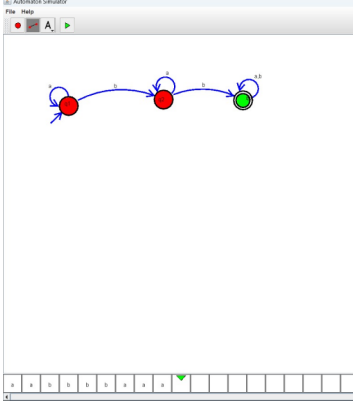 Automaton Simulator
File Help
A
a b a b a,b
a a b b b b a a a